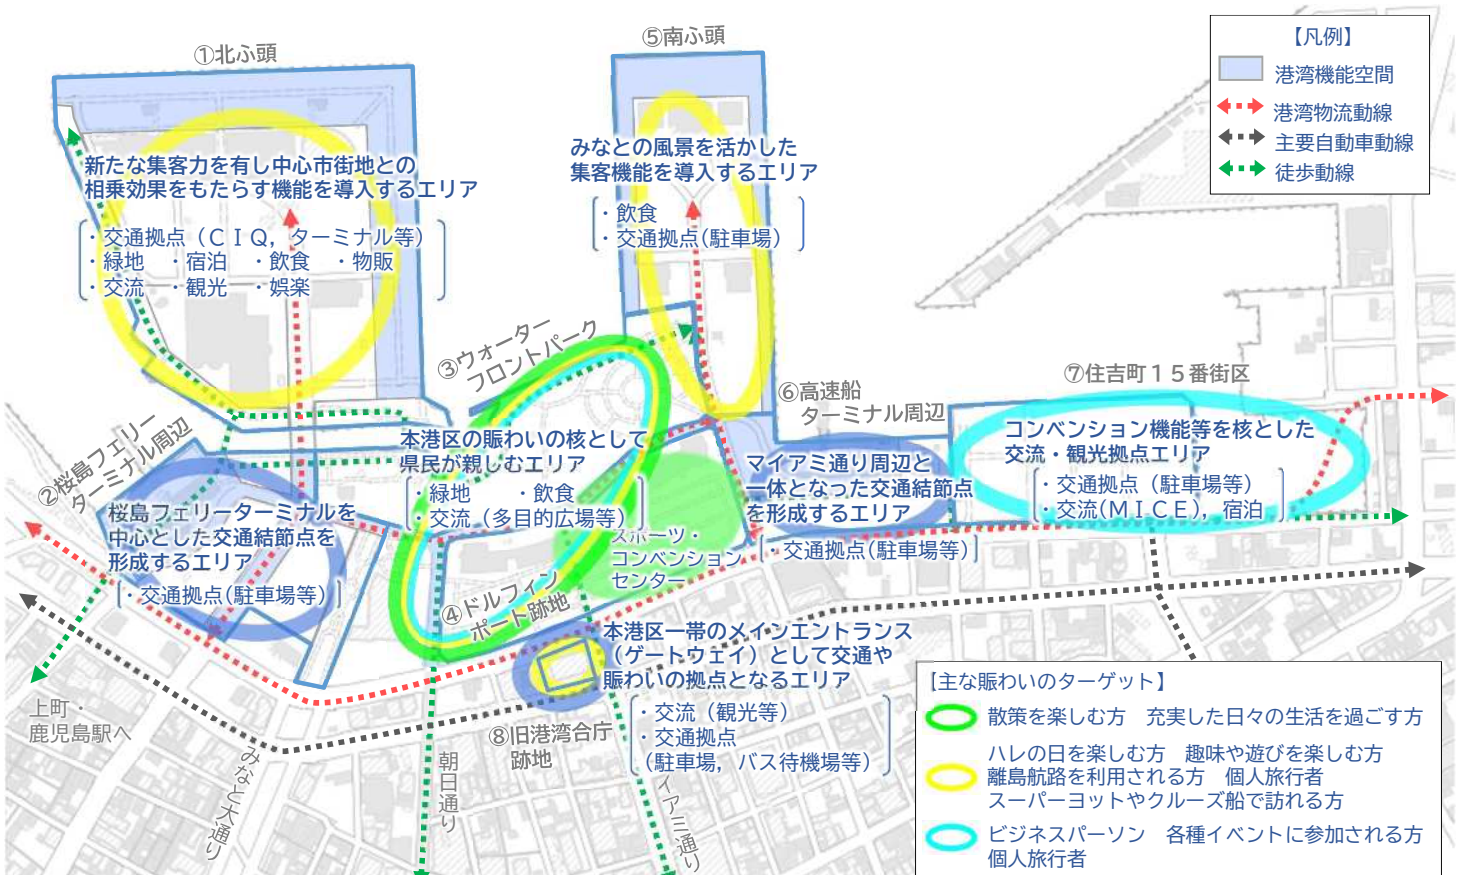 ①北ふ頭
⑤南ふ頭
【凡例】
港湾機能空間
港湾物流動線
主要自動車動線
徒歩動線
新たな集客力を有し中心市街地との
相乗効果をもたらす機能を導入するエリア
・交通拠点（ＣＩＱ，ターミナル等）
・緑地　・宿泊　・飲食　・物販
・交流　・観光　・娯楽
みなとの風景を活かした
集客機能を導入するエリア
・飲食
・交通拠点(駐車場)
③ウォーター
フロントパーク
②桜島フェリー
ターミナル周辺
本港区の賑わいの核として
県民が親しむエリア
・緑地　・飲食
・交流（多目的広場等）
⑥高速船
ターミナル周辺
マイアミ通り周辺と
一体となった交通結節点
を形成するエリア
・交通拠点(駐車場等)
⑦住吉町１５番街区
コンベンション機能等を核とした
交流・観光拠点エリア
・交通拠点（駐車場等）
・交流(ＭＩＣＥ)，宿泊
桜島フェリーターミナルを
中心とした交通結節点を
形成するエリア
・交通拠点(駐車場等)
スポーツ・
コンベンション
センター
④ドルフィン
ポート跡地
本港区一帯のメインエントランス
（ゲートウェイ）として交通や
賑わいの拠点となるエリア
・交流（観光等）
・交通拠点
（駐車場，バス待機場等）
⑧旧港湾合庁
跡地
上町・
鹿児島駅へ
みなと大通り
朝日通り
イアミ通り
【主な賑わいのターゲット】
散策を楽しむ方　充実した日々の生活を過ごす方
ハレの日を楽しむ方　趣味や遊びを楽しむ方
離島航路を利用される方　個人旅行者
スーパーヨットやクルーズ船で訪れる方
ビジネスパーソン　各種イベントに参加される方
個人旅行者